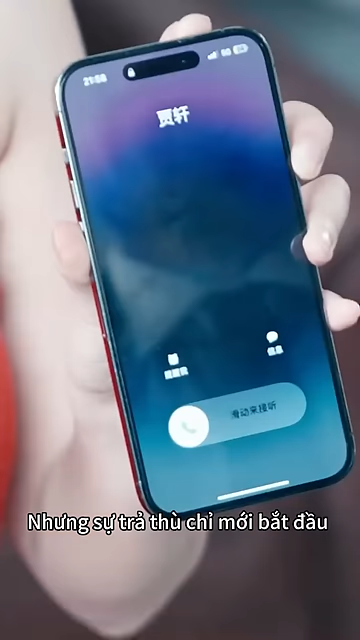 21:58
5G
贾轩
提醒我
信息
滑动来接听
Nhưng sự trả thù chỉ mới bắt đầu